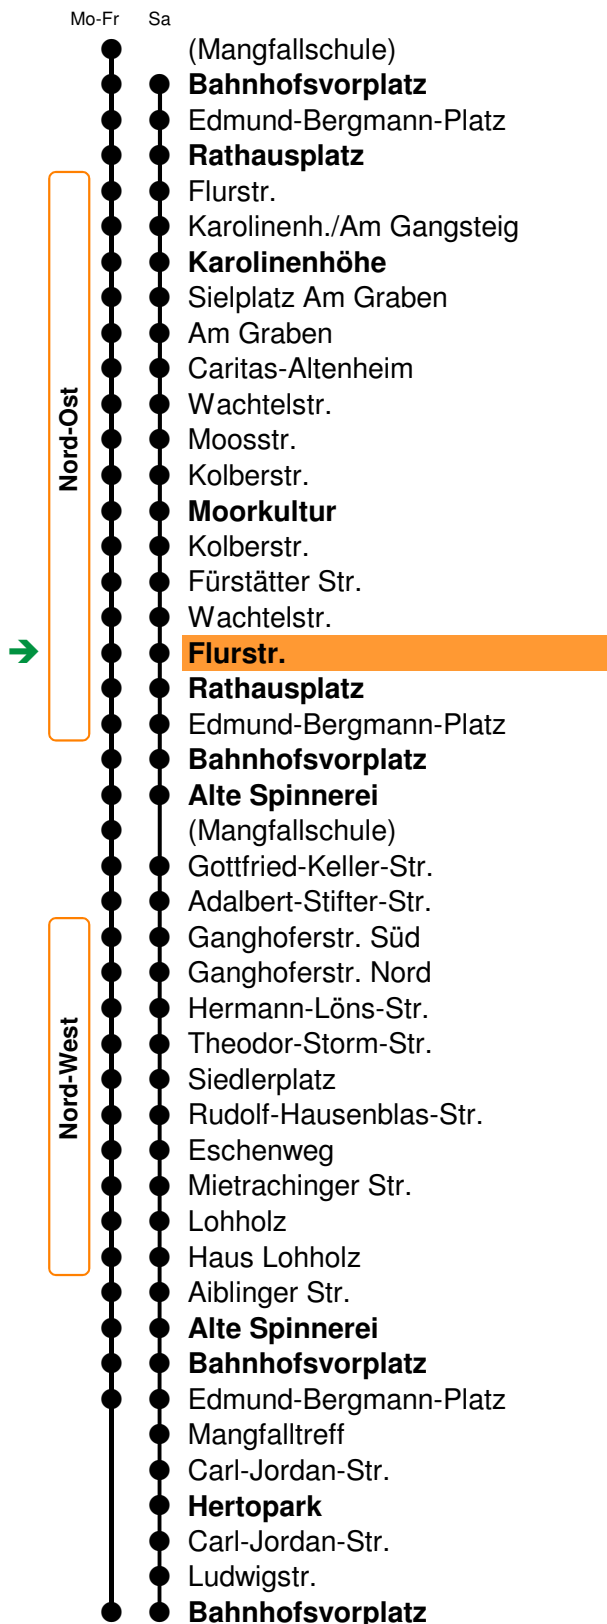 Mo-Fr Sa
(Mangfallschule)
Bahnhofsvorplatz
Edmund-Bergmann-Platz
Rathausplatz
Flurstr.
Karolinenh./Am Gangsteig
Karolinenhöhe
Sielplatz Am Graben
Am Graben
Caritas-Altenheim
Wachtelstr.
Moosstr.
Kolberstr.
Moorkultur
Kolberstr.
Fürstätter Str.
Wachtelstr.
Flurstr.
Rathausplatz
Edmund-Bergmann-Platz
Nord-Ost
Bahnhofsvorplatz
Alte Spinnerei
(Mangfallschule)
Gottfried-Keller-Str.
Adalbert-Stifter-Str.
Ganghoferstr. Süd
Ganghoferstr. Nord
Hermann-Löns-Str.
Theodor-Storm-Str.
Siedlerplatz
Rudolf-Hausenblas-Str.
Eschenweg
Mietrachinger Str.
Lohholz
Haus Lohholz
Nord-West
Aiblinger Str.
Alte Spinnerei
Bahnhofsvorplatz
Edmund-Bergmann-Platz
Mangfalltreff
Carl-Jordan-Str.
Hertopark
Carl-Jordan-Str.
Ludwigstr.
Bahnhofsvorplatz